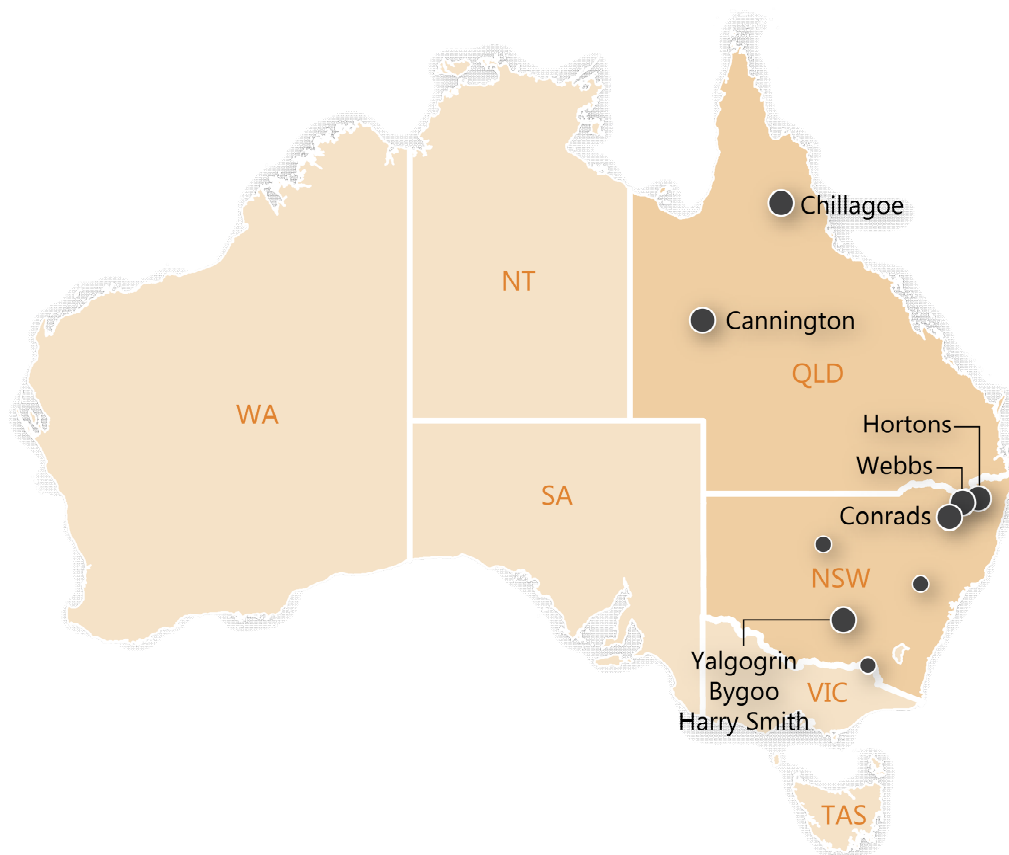 Chillagoe
NT
Cannington
QLD
WA
Hortons
Webbs
SA
Conrads
NSW
Yalgogrin
Bygoo
Harry Smith
VIC
TAS